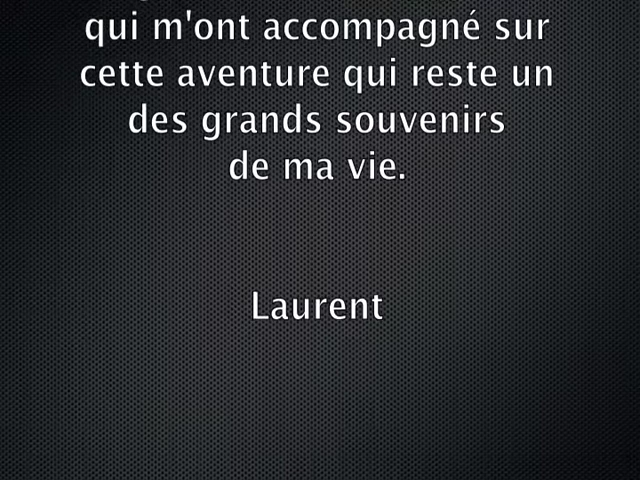 qui m'ont accompagné sur
cette aventure qui reste un
des grands souvenirs
de ma vie.
Laurent